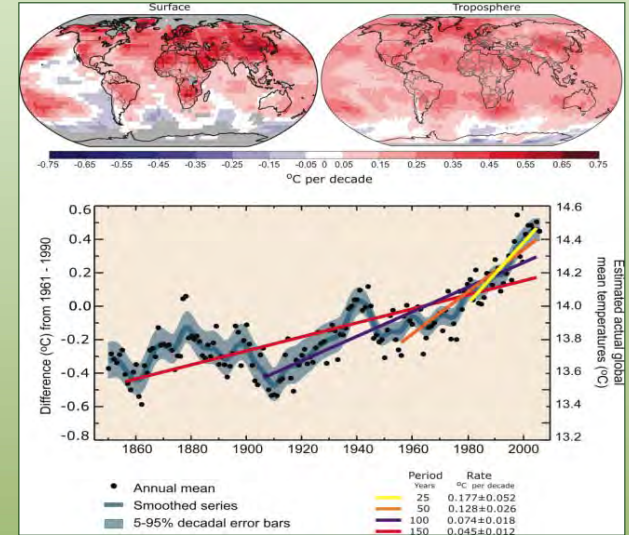 Surface
Troposphere
-0.75 -0.65 -0.55 -0.45 -0.35 -0.25 -0.15 -0.05 0 0.05 0.15 0.25 0.35 0.45 0.55 0.65 0.75
°C per decade
Difference (°C) from 1961 - 1990
0.6
0.4
0.2
0.0
-0.2
-0.4
-0.6
-0.8
14.6
14.4
14.2
14.0
13.8
13.6
13.4
13.2
Estimated actual global
mean temperatures (°C)
1860 1880 1900 1920 1940 1960 1980 2000
Annual mean
Smoothed series
5-95% decadal error bars
Period Rate
Years °C per decade
25 0.177±0.052
50 0.128±0.026
100 0.074±0.018
150 0.045±0.012